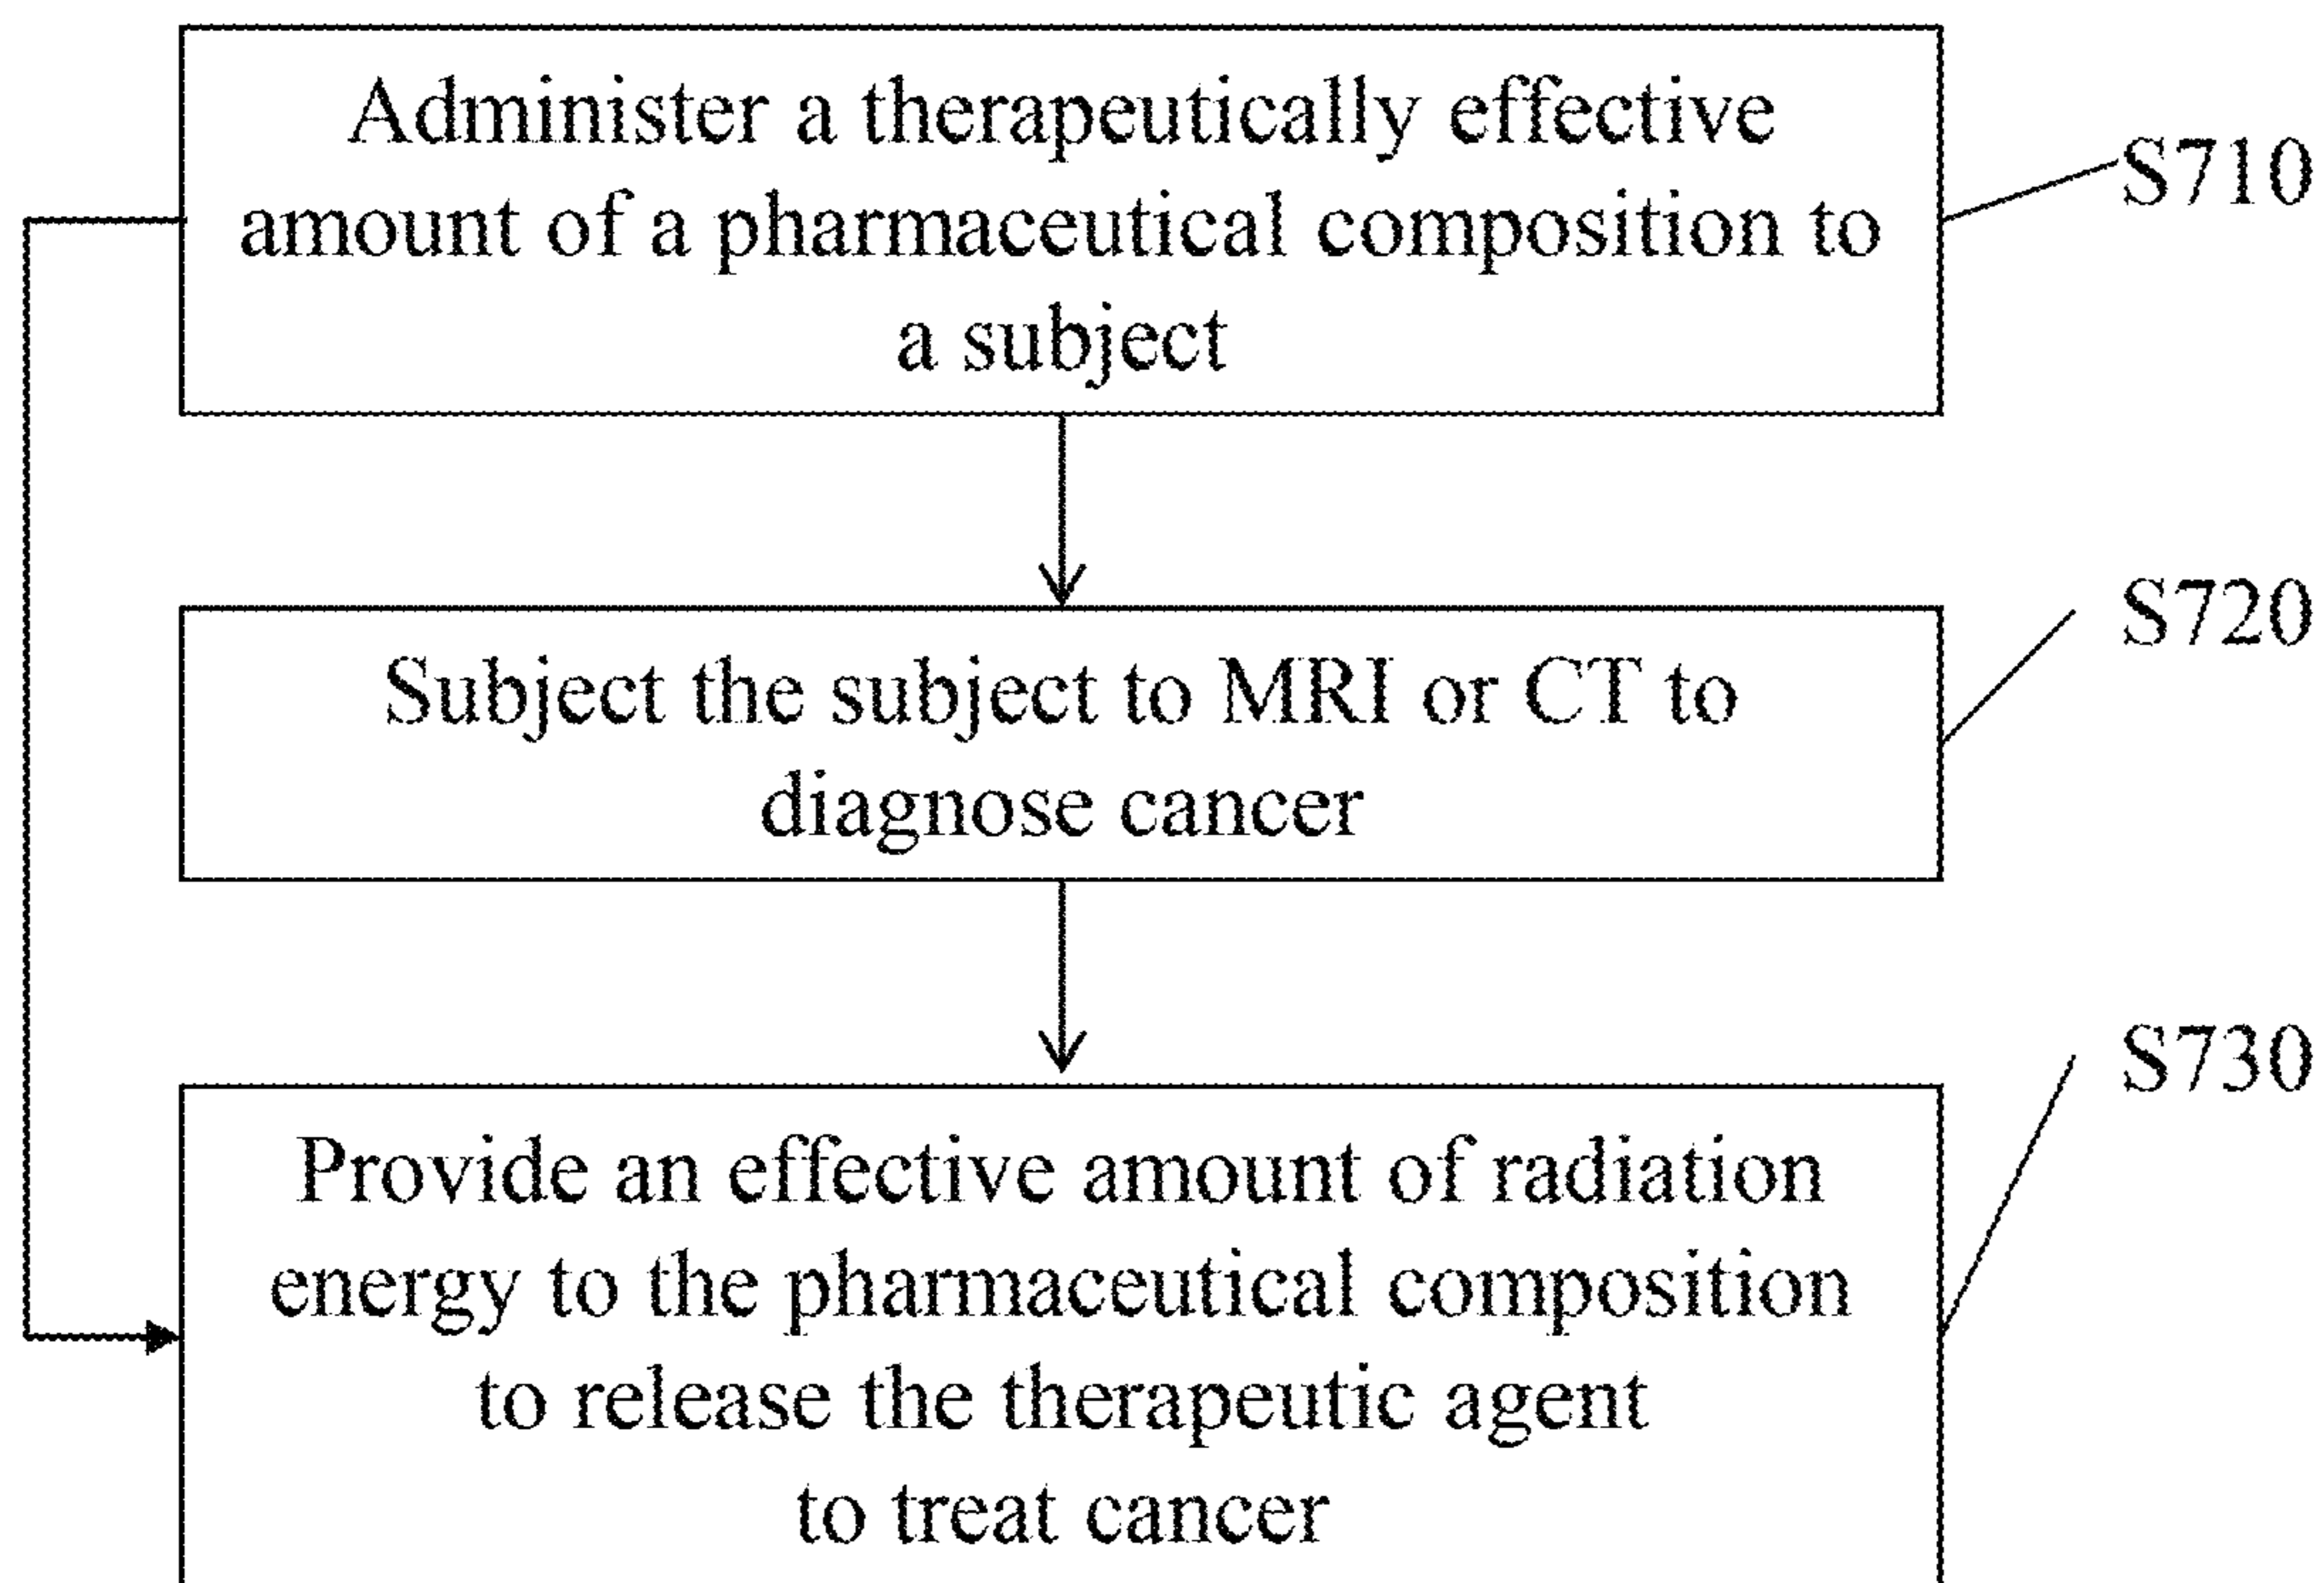 Administer a therapeutically effective
amount of a pharmaceutical composition to
a subject
S710
Subject the subject to MRI or CT to
diagnose cancer
S720
Provide an effective amount of radiation
energy to the pharmaceutical composition
to release the therapeutic agent
to treat cancer
S730